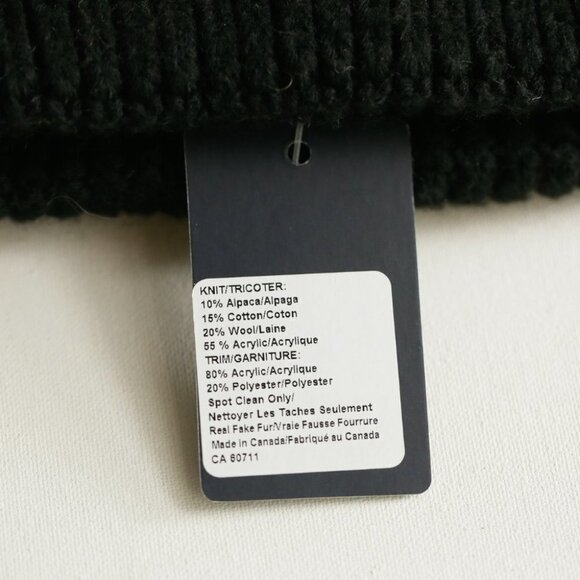 KNIT/TRICOTER:
10% Alpaca/Alpaga
15% Cotton/Coton
20% Wool/Laine
55 % Acrylic/Acrylique
TRIM/GARNITURE:
80% Acrylic/Acrylique
20% Polyester/Polyester
Spot Clean Only/
Nettoyer Les Taches Seulement
Real Fake Fur/Vraie Fausse Fourrure
Made in Canada/Fabriqué au Canada
CA 60711